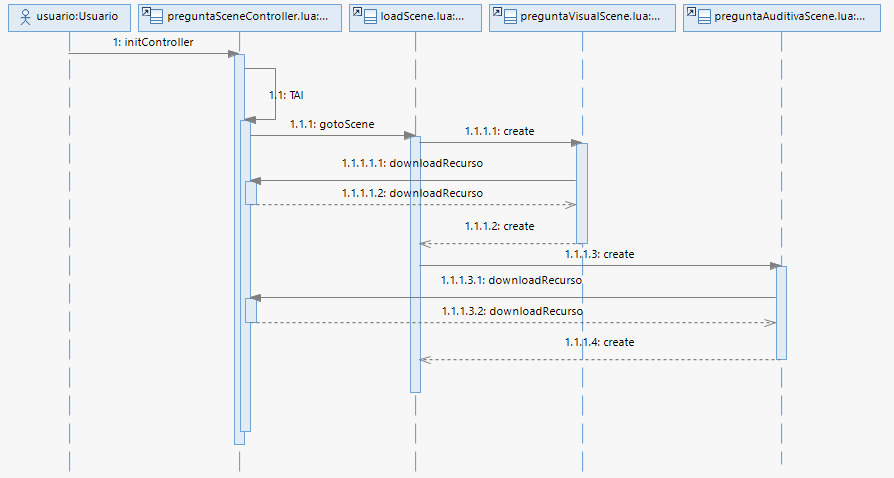 usuario:Usuario
preguntaSceneController.lua:...
loadScene.lua:...
preguntaVisualScene.lua:...
preguntaAuditivaScene.lua:...
1: initController
1.1: TAI
1.1.1: gotoScene
1.1.1.1: create
1.1.1.1.1: downloadRecurso
1.1.1.1.2: downloadRecurso
1.1.1.2: create
1.1.1.3: create
1.1.1.3.1: downloadRecurso
1.1.1.3.2: downloadRecurso
1.1.1.4: create